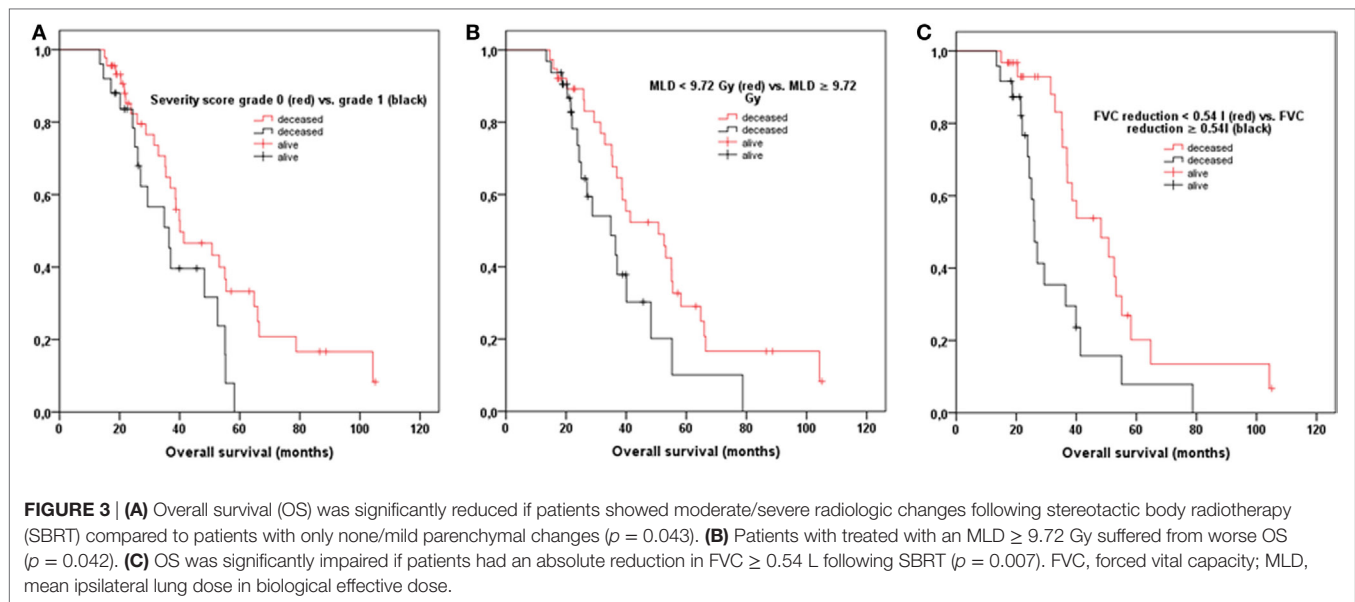 A
1,0
0,8
0,6
0,4
0,2
0,0
0 20 40 60 80 100 120
Overall survival (months)
Severity score grade 0 (red) vs. grade 1 (black)
deceased
deceased
alive
alive
B
1,0
0,8
0,6
0,4
0,2
0,0
0 20 40 60 80 100 120
Overall survival (months)
MLD < 9.72 Gy (red) vs. MLD ≥ 9.72
Gy
deceased
deceased
alive
alive
C
1,0
0,8
0,6
0,4
0,2
0,0
0 20 40 60 80 100 120
Overall survival (months)
FVC reduction < 0.54 l (red) vs. FVC
reduction ≥ 0.54l (black)
deceased
deceased
alive
alive
FIGURE 3 | (A) Overall survival (OS) was significantly reduced if patients showed moderate/severe radiologic changes following stereotactic body radiotherapy
(SBRT) compared to patients with only none/mild parenchymal changes (p = 0.043). (B) Patients with treated with an MLD ≥ 9.72 Gy suffered from worse OS
(p = 0.042). (C) OS was significantly impaired if patients had an absolute reduction in FVC ≥ 0.54 L following SBRT (p = 0.007). FVC, forced vital capacity; MLD,
mean ipsilateral lung dose in biological effective dose.